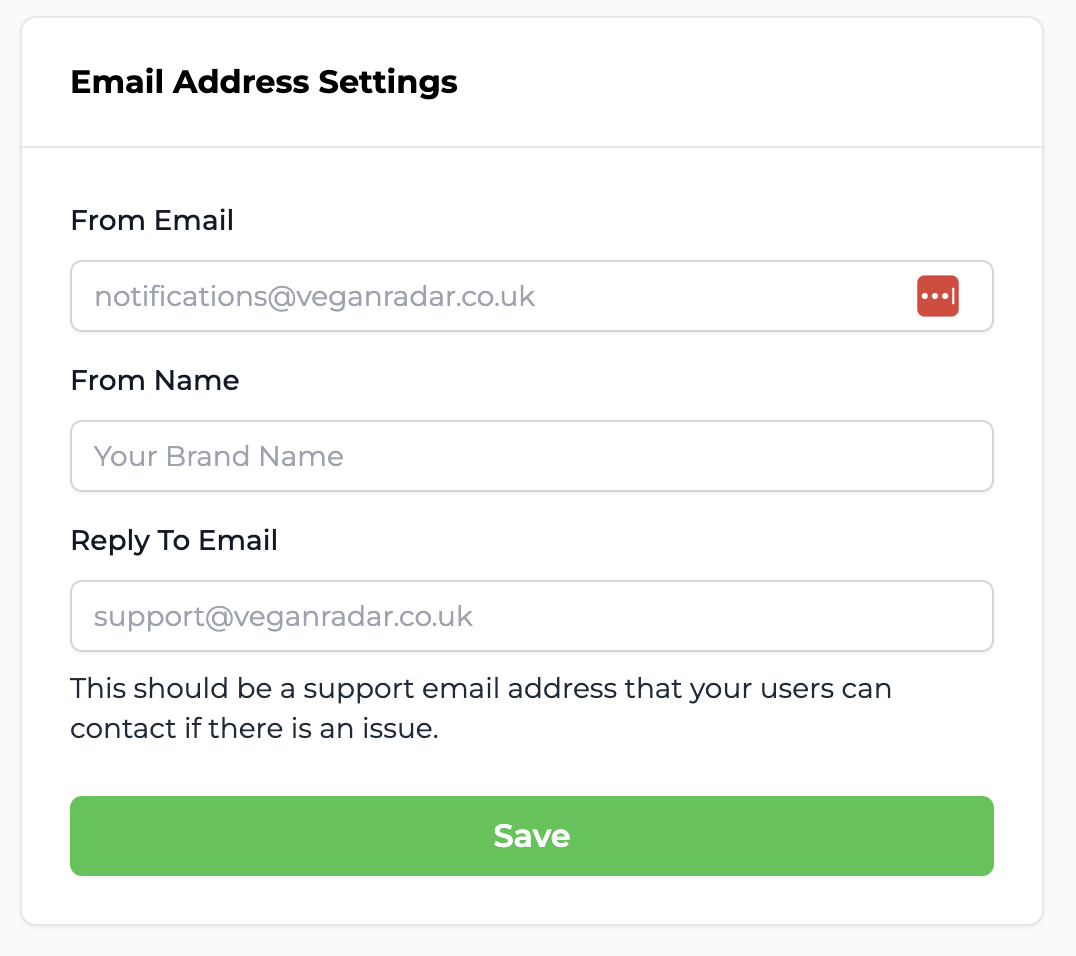 Email Address Settings
From Email
notifications@veganradar.co.uk
From Name
Your Brand Name
Reply To Email
support@veganradar.co.uk
This should be a support email address that your users can
contact if there is an issue.
Save